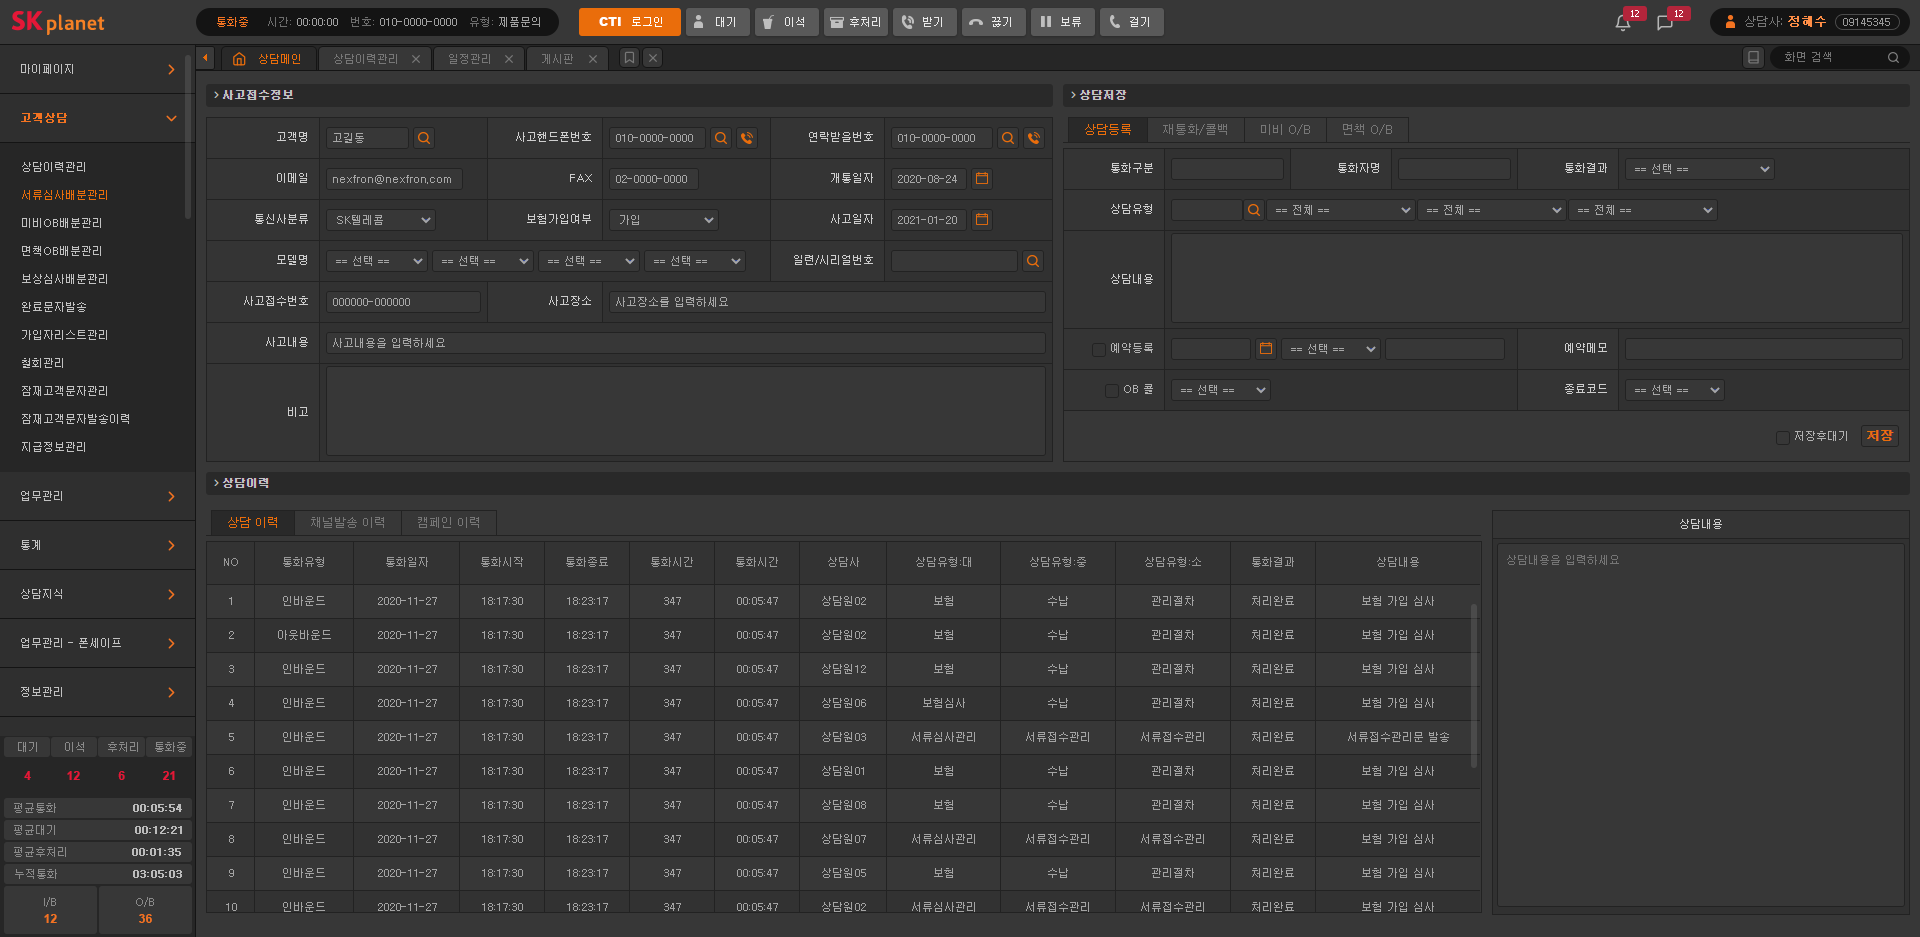 SK planet
통화중 시간: 00:00:00 번호: 010-0000-0000 유형: 제품문의
CTI 로그인 대기 이석 후처리 받기 끊기 보류 걸기
12 12 상담사: 정혜수 09145345
상담메인 상담이력관리 일정관리 게시판 화면 검색
마이페이지
고객상담
상담이력관리
서류심사배분관리
미비OB배분관리
면책OB배분관리
보상심사배분관리
완료문자발송
가입자리스트관리
철회관리
잠재고객문자관리
잠재고객문자발송이력
지급정보관리
업무관리
통계
상담지식
업무관리 - 폰세이프
정보관리
대기 이석 후처리 통화중
4 12 6 21
평균통화 00:05:54
평균대기 00:12:21
평균후처리 00:01:35
누적통화 03:05:03
I/B O/B
12 36
사고접수정보
고객명 고길동 사고핸드폰번호 010-0000-0000 연락받을번호 010-0000-0000
이메일 nexfron@nexfron.com FAX 02-0000-0000 개통일자 2020-08-24
통신사분류 SK텔레콤 보험가입여부 가입 사고일자 2021-01-20
모델명 == 선택 == == 선택 == == 선택 == == 선택 == 일련/시리얼번호
사고접수번호 000000-000000 사고장소 사고장소를 입력하세요
사고내용 사고내용을 입력하세요
비고
상담저장
상담등록 재통화/콜백 미비 O/B 면책 O/B
통화구분 통화자명 통화결과 == 선택 ==
상담유형 == 전체 == == 전체 == == 전체 ==
상담내용
예약등록 == 선택 == 예약메모
OB 콜 == 선택 == 종료코드 == 선택 ==
저장후대기 저장
상담이력
상담 이력 채널발송 이력 캠페인 이력
NO 통화유형 통화일자 통화시작 통화종료 통화시간 통화시간 상담사 상담유형:대 상담유형:중 상담유형:소 통화결과 상담내용
1 인바운드 2020-11-27 18:17:30 18:23:17 347 00:05:47 상담원02 보험 수납 관리절차 처리완료 보험 가입 심사
2 아웃바운드 2020-11-27 18:17:30 18:23:17 347 00:05:47 상담원02 보험 수납 관리절차 처리완료 보험 가입 심사
3 인바운드 2020-11-27 18:17:30 18:23:17 347 00:05:47 상담원12 보험 수납 관리절차 처리완료 보험 가입 심사
4 인바운드 2020-11-27 18:17:30 18:23:17 347 00:05:47 상담원06 보험심사 수납 관리절차 처리완료 보험 가입 심사
5 인바운드 2020-11-27 18:17:30 18:23:17 347 00:05:47 상담원03 서류심사관리 서류접수관리 서류접수관리 처리완료 서류접수관리문 발송
6 인바운드 2020-11-27 18:17:30 18:23:17 347 00:05:47 상담원01 보험 수납 관리절차 처리완료 보험 가입 심사
7 인바운드 2020-11-27 18:17:30 18:23:17 347 00:05:47 상담원08 보험 수납 관리절차 처리완료 보험 가입 심사
8 인바운드 2020-11-27 18:17:30 18:23:17 347 00:05:47 상담원07 서류심사관리 서류접수관리 서류접수관리 처리완료 보험 가입 심사
9 인바운드 2020-11-27 18:17:30 18:23:17 347 00:05:47 상담원05 보험 수납 관리절차 처리완료 보험 가입 심사
10 인바운드 2020-11-27 18:17:30 18:23:17 347 00:05:47 상담원02 서류심사관리 서류접수관리 서류접수관리 처리완료 보험 가입 심사
상담내용
상담내용을 입력하세요